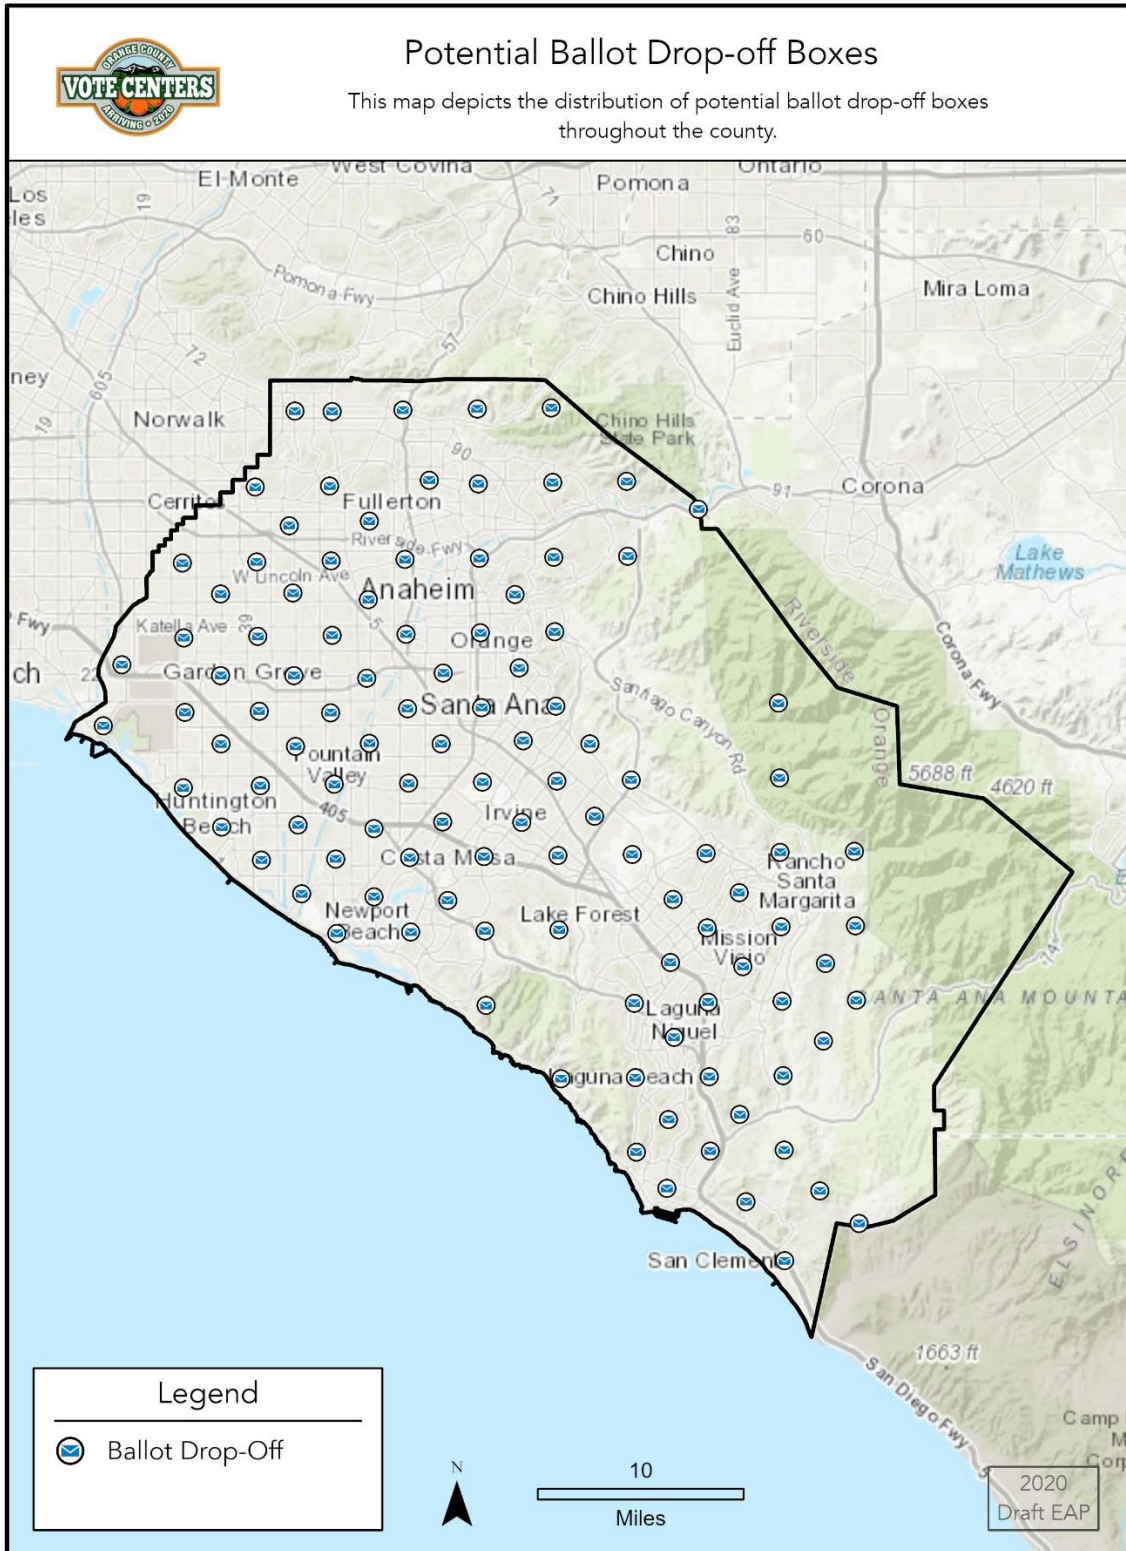 ORANGE COUNTY
VOTE CENTERS
ARRIVING • 2020
Potential Ballot Drop-off Boxes
This map depicts the distribution of potential ballot drop-off boxes
throughout the county.
West Covina
Ontario
El Monte
Pomona
Los
les
19
71
83
60
Chino
Pomona Fwy
Chino Hills
Euclid Ave
Mira Loma
57
72
ney
605
Norwalk
19
90
Chino Hills
State Park
Cerritos
Fullerton
91
Corona
Riverside Fwy
Lake
Mathews
W Lincoln Ave
Anaheim
Fwy
Katella Ave
39
5
Orange
Riverside
Corona Fwy
ch
22
Garden Grove
Santa Ana
Santiago Canyon Rd
Orange
Fountain
Valley
5688 ft
4620 ft
Huntington
Beach
405
Irvine
Costa Mesa
Rancho
Santa
Margarita
Newport
Beach
Lake Forest
Mission
Viejo
74
SANTA ANA MOUNTA
Laguna
Niguel
Laguna Beach
ELSINORE
San Clemente
1663 ft
San Diego Fwy
5
Camp
M
Corp
Legend
Ballot Drop-Off
N
10
Miles
2020
Draft EAP